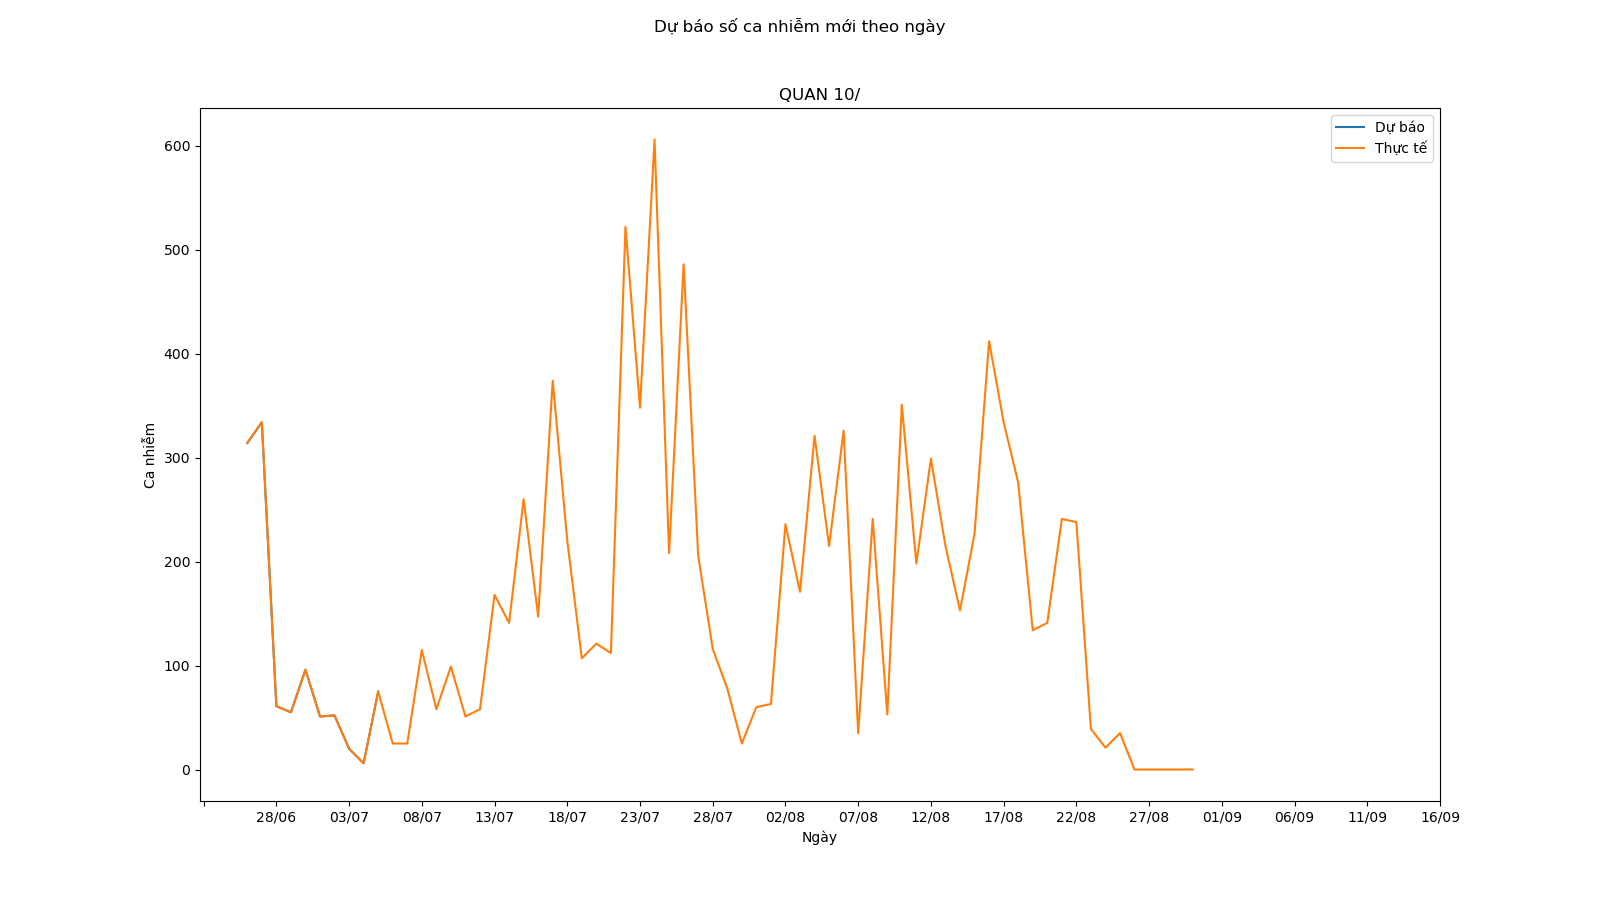 Dự báo số ca nhiễm mới theo ngày
QUAN 10/
Dự báo
Thực tế
600
500
400
300
200
100
0
Ca nhiễm
28/06 03/07 08/07 13/07 18/07 23/07 28/07 02/08 07/08 12/08 17/08 22/08 27/08 01/09 06/09 11/09 16/09
Ngày